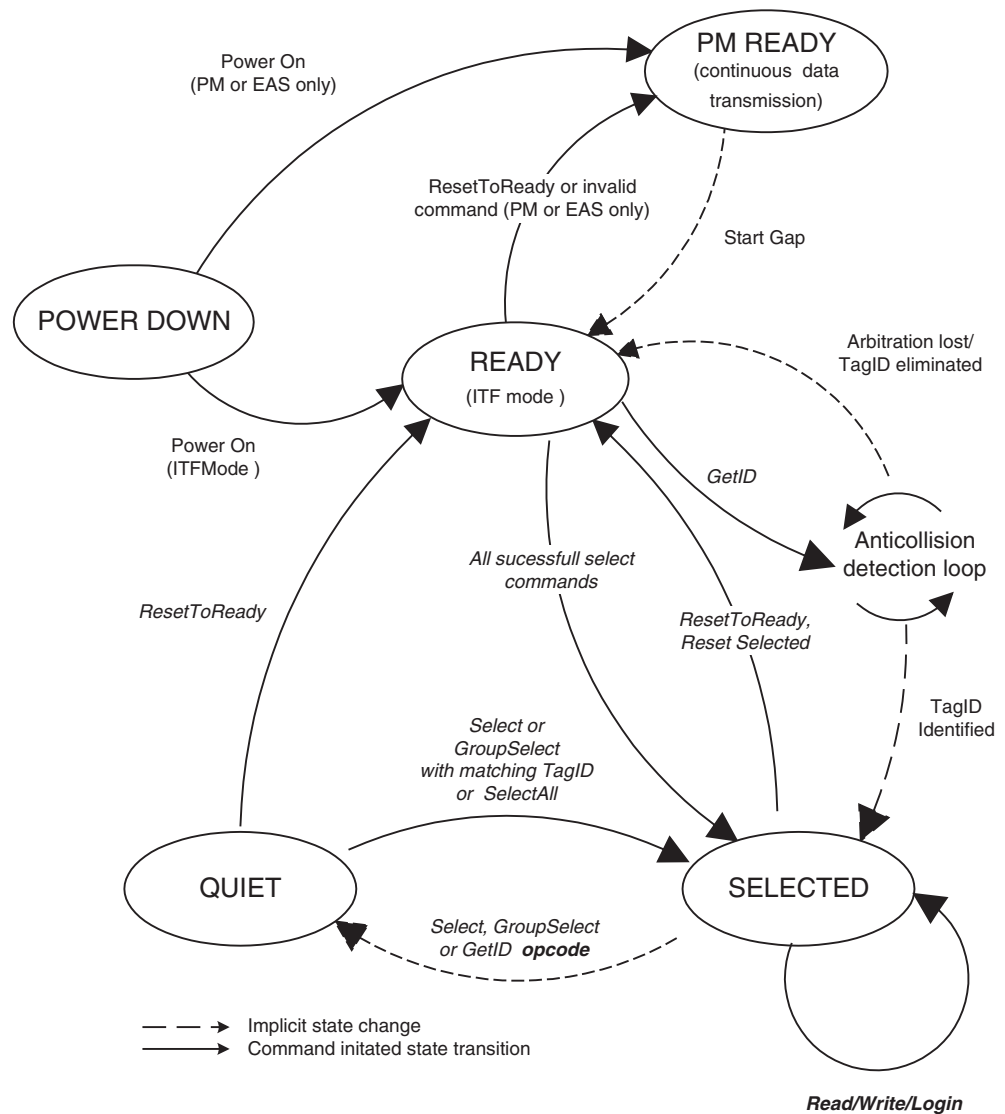 PM READY
(continuous data
transmission)
Power On
(PM or EAS only)
ResetToReady or invalid
command (PM or EAS only)
Start Gap
POWER DOWN
READY
(ITF mode )
Arbitration lost/
TagID eliminated
Power On
(ITFMode )
GetID
Anticollision
detection loop
All sucessfull select
commands
ResetToReady
ResetToReady,
Reset Selected
TagID
Identified
Select or
GroupSelect
with matching TagID
or SelectAll
QUIET
SELECTED
Select, GroupSelect
or GetID opcode
Implicit state change
Command initated state transition
Read/Write/Login